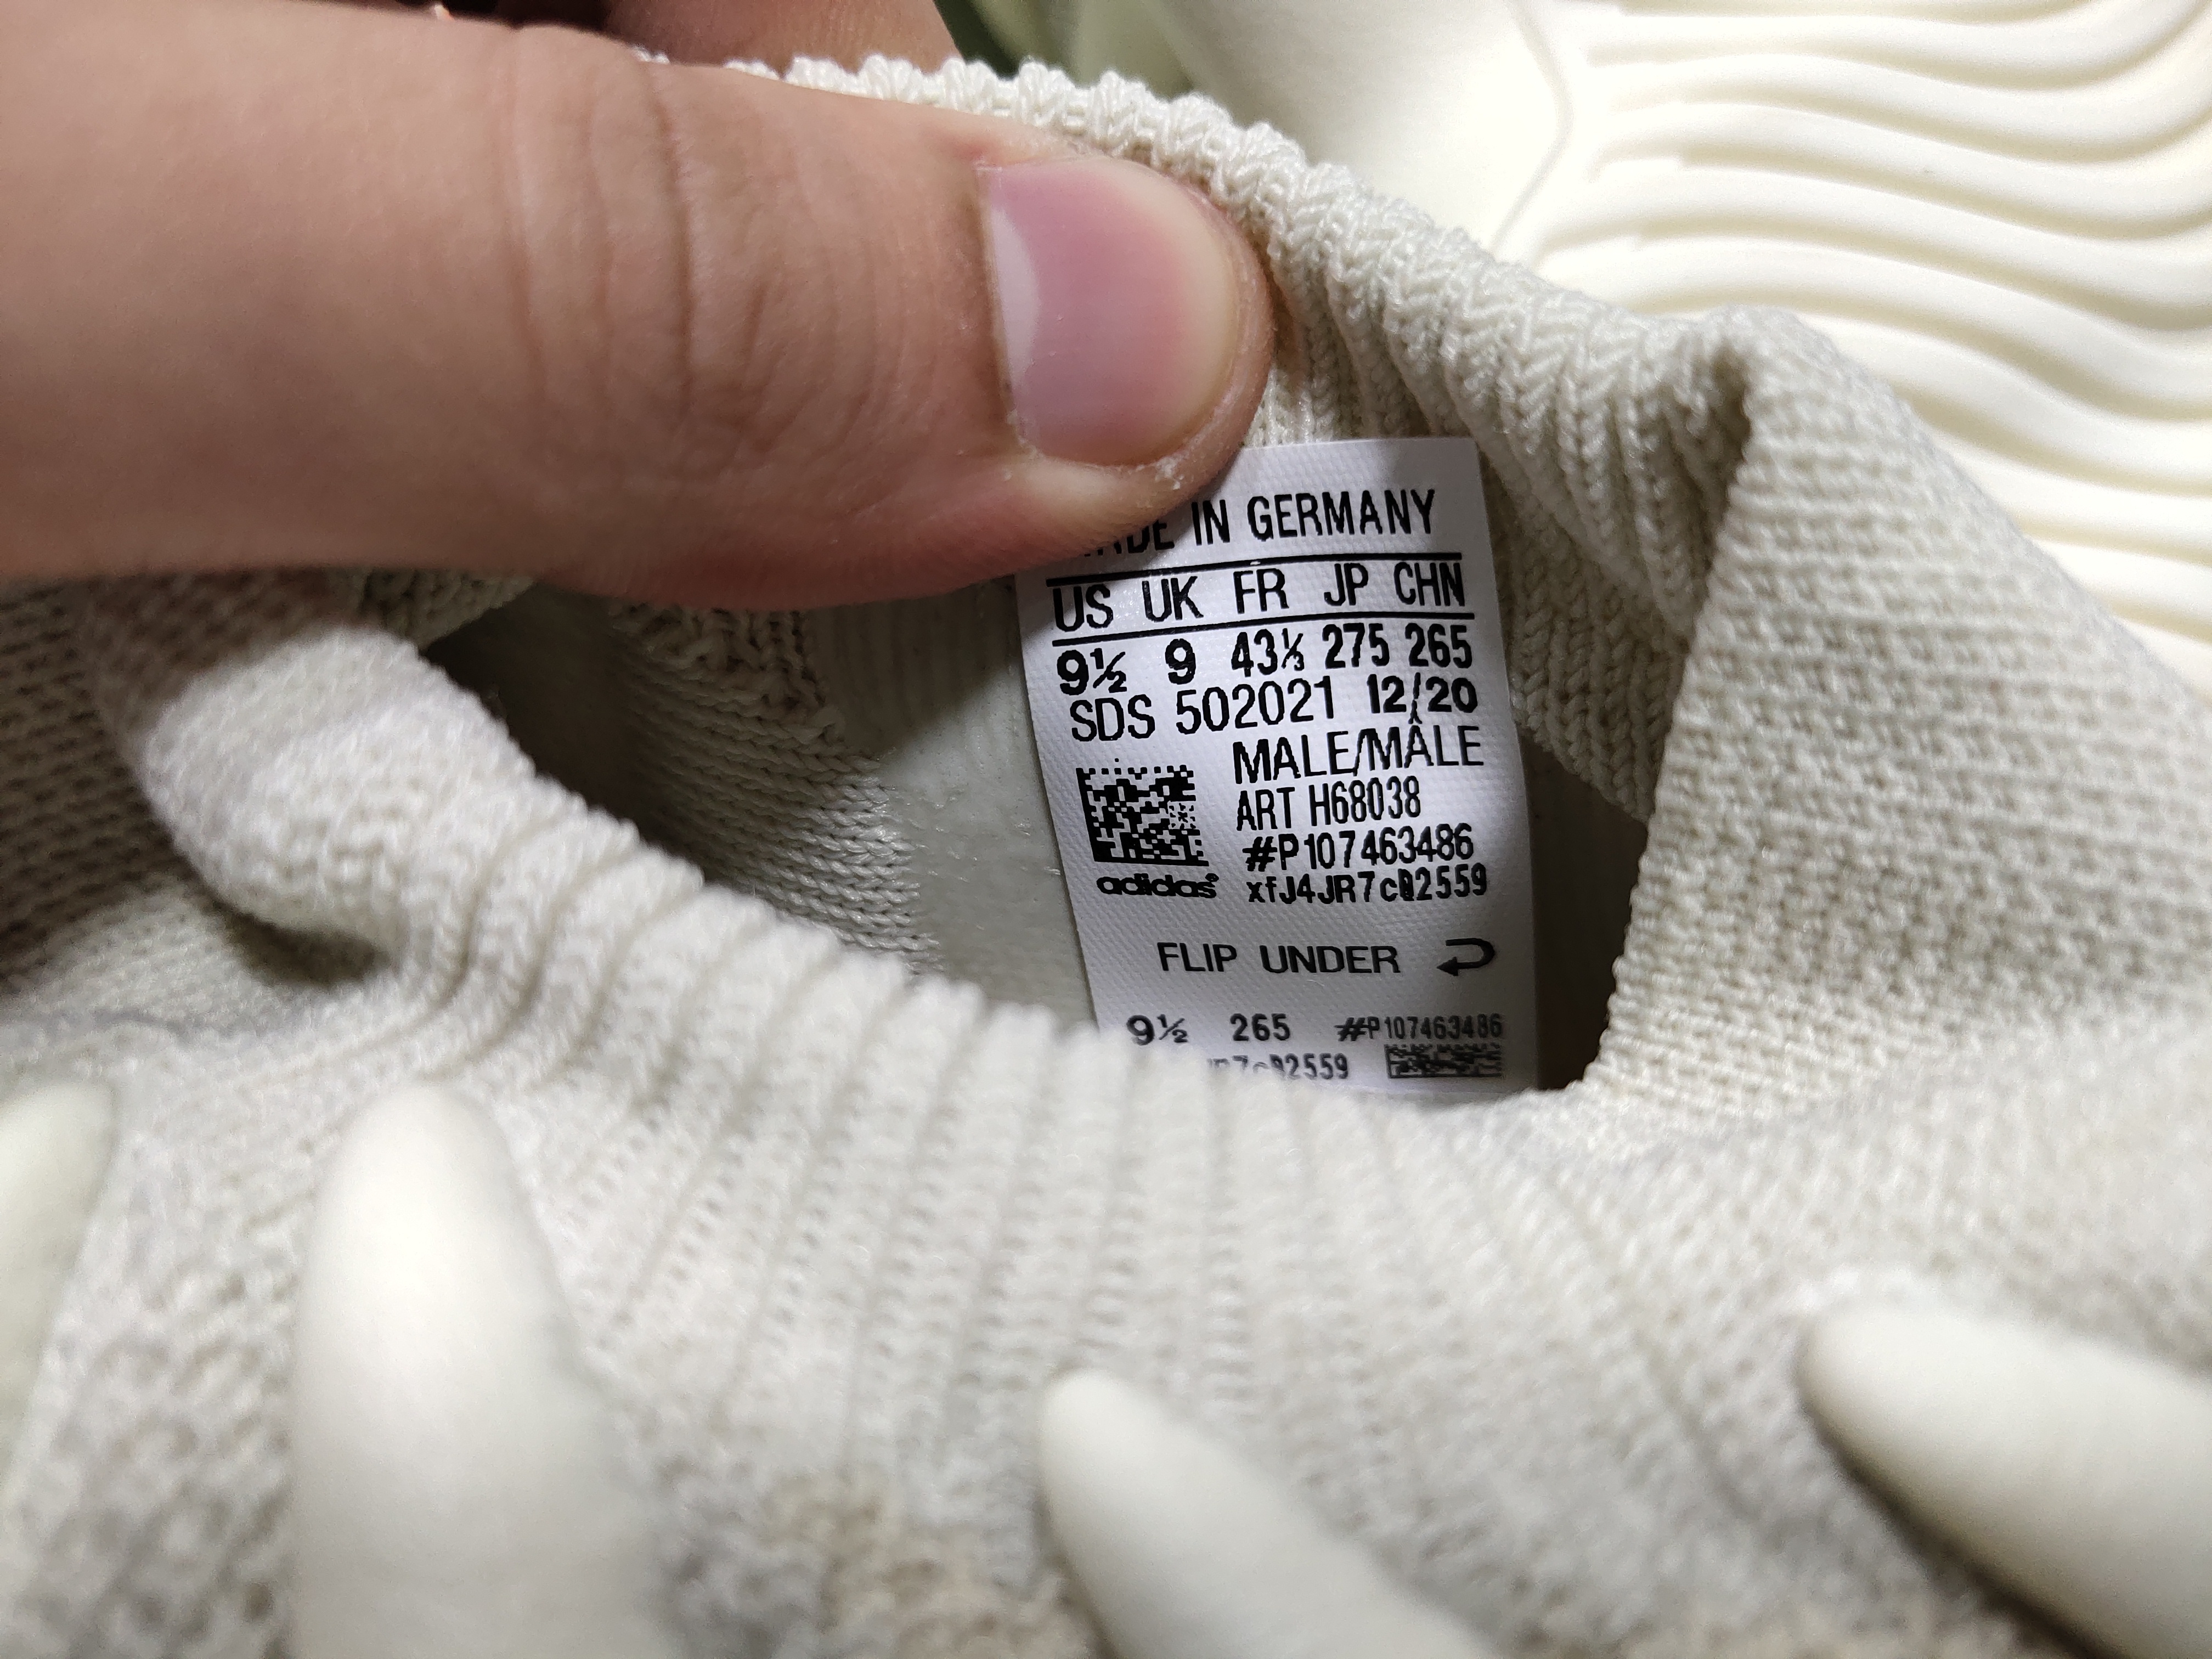 MADE IN GERMANY
US UK FR JP CHN
9½ 9 43⅓ 275 265
SDS 502021 12/20
MALE/MÂLE
ART H68038
#P107463486
adidas
FLIP UNDER
9½ 265 #P107463486